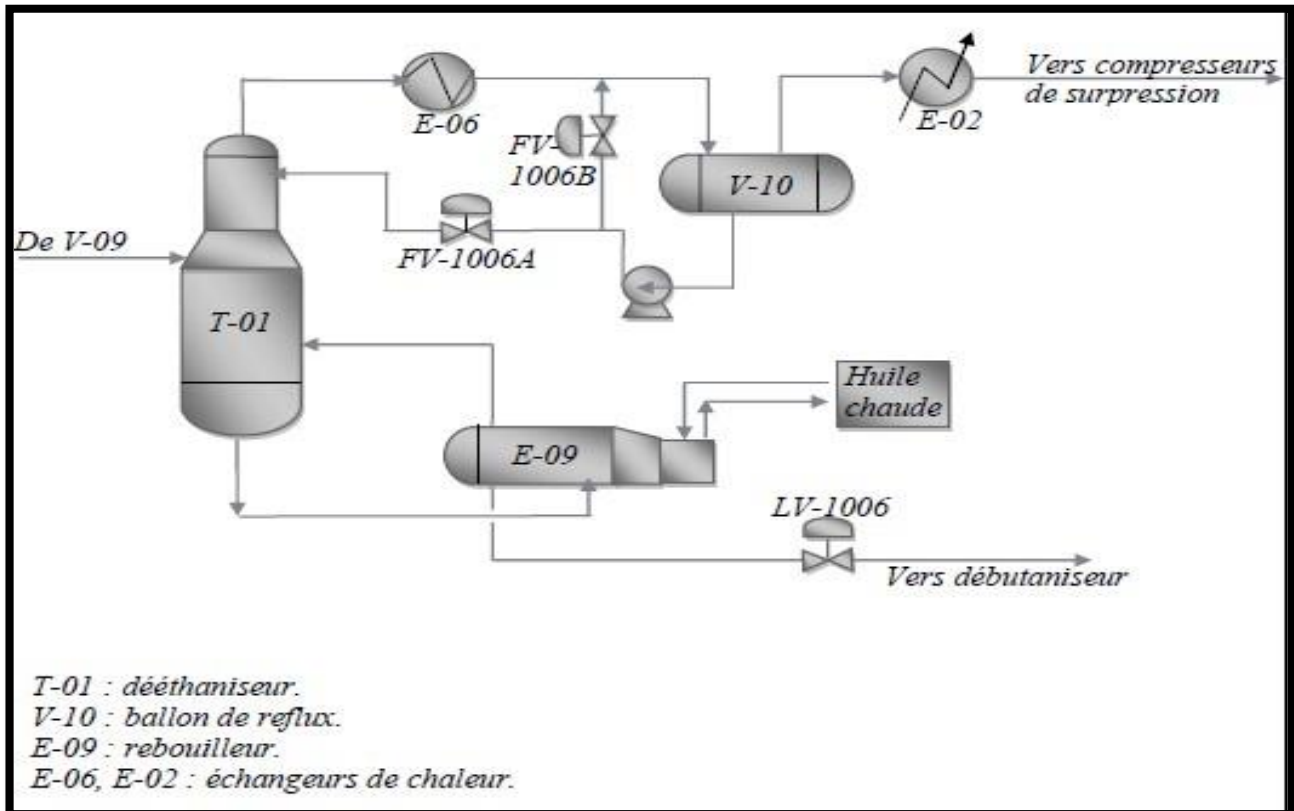 Vers compresseurs
de surpression
E-06
E-02
FV-
1006B
V-10
De V-09
FV-1006A
T-01
Huile
chaude
E-09
LV-1006
Vers débutaniseur
T-01 : dééthaniseur.
V-10 : ballon de reflux.
E-09 : rebouilleur.
E-06, E-02 : échangeurs de chaleur.